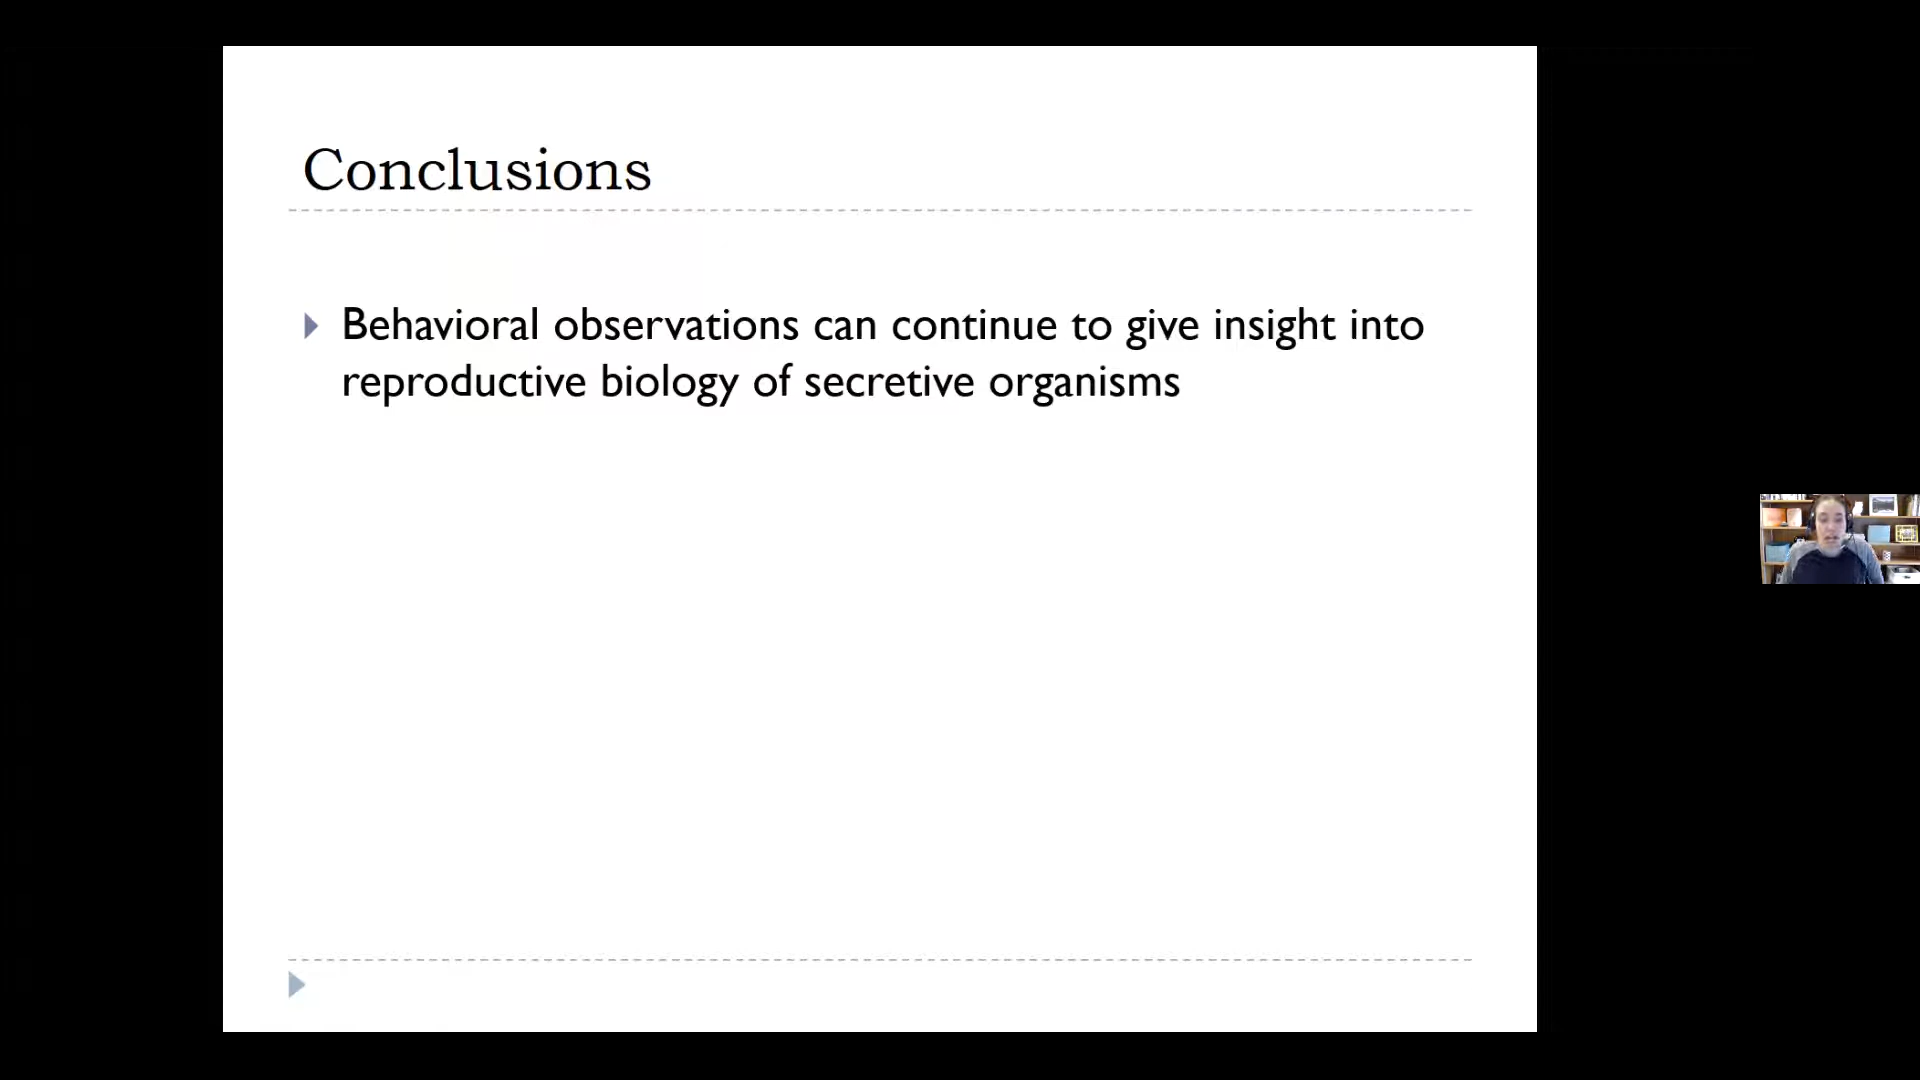 Conclusions
Behavioral observations can continue to give insight into
reproductive biology of secretive organisms